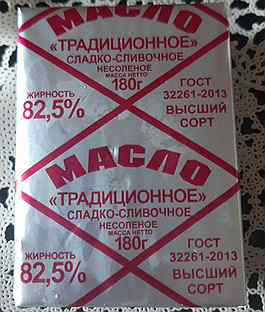 МАСЛО
«ТРАДИЦИОННОЕ»
СЛАДКО-СЛИВОЧНОЕ
НЕСОЛЕНОЕ
МАССА НЕТТО
180г
ЖИРНОСТЬ
82,5%
ГОСТ
32261-2013
ВЫСШИЙ
СОРТ
МАСЛО
«ТРАДИЦИОННОЕ»
СЛАДКО-СЛИВОЧНОЕ
НЕСОЛЕНОЕ
МАССА НЕТТО
180г
ЖИРНОСТЬ
82,5%
ГОСТ
32261-2013
ВЫСШИЙ
СОРТ